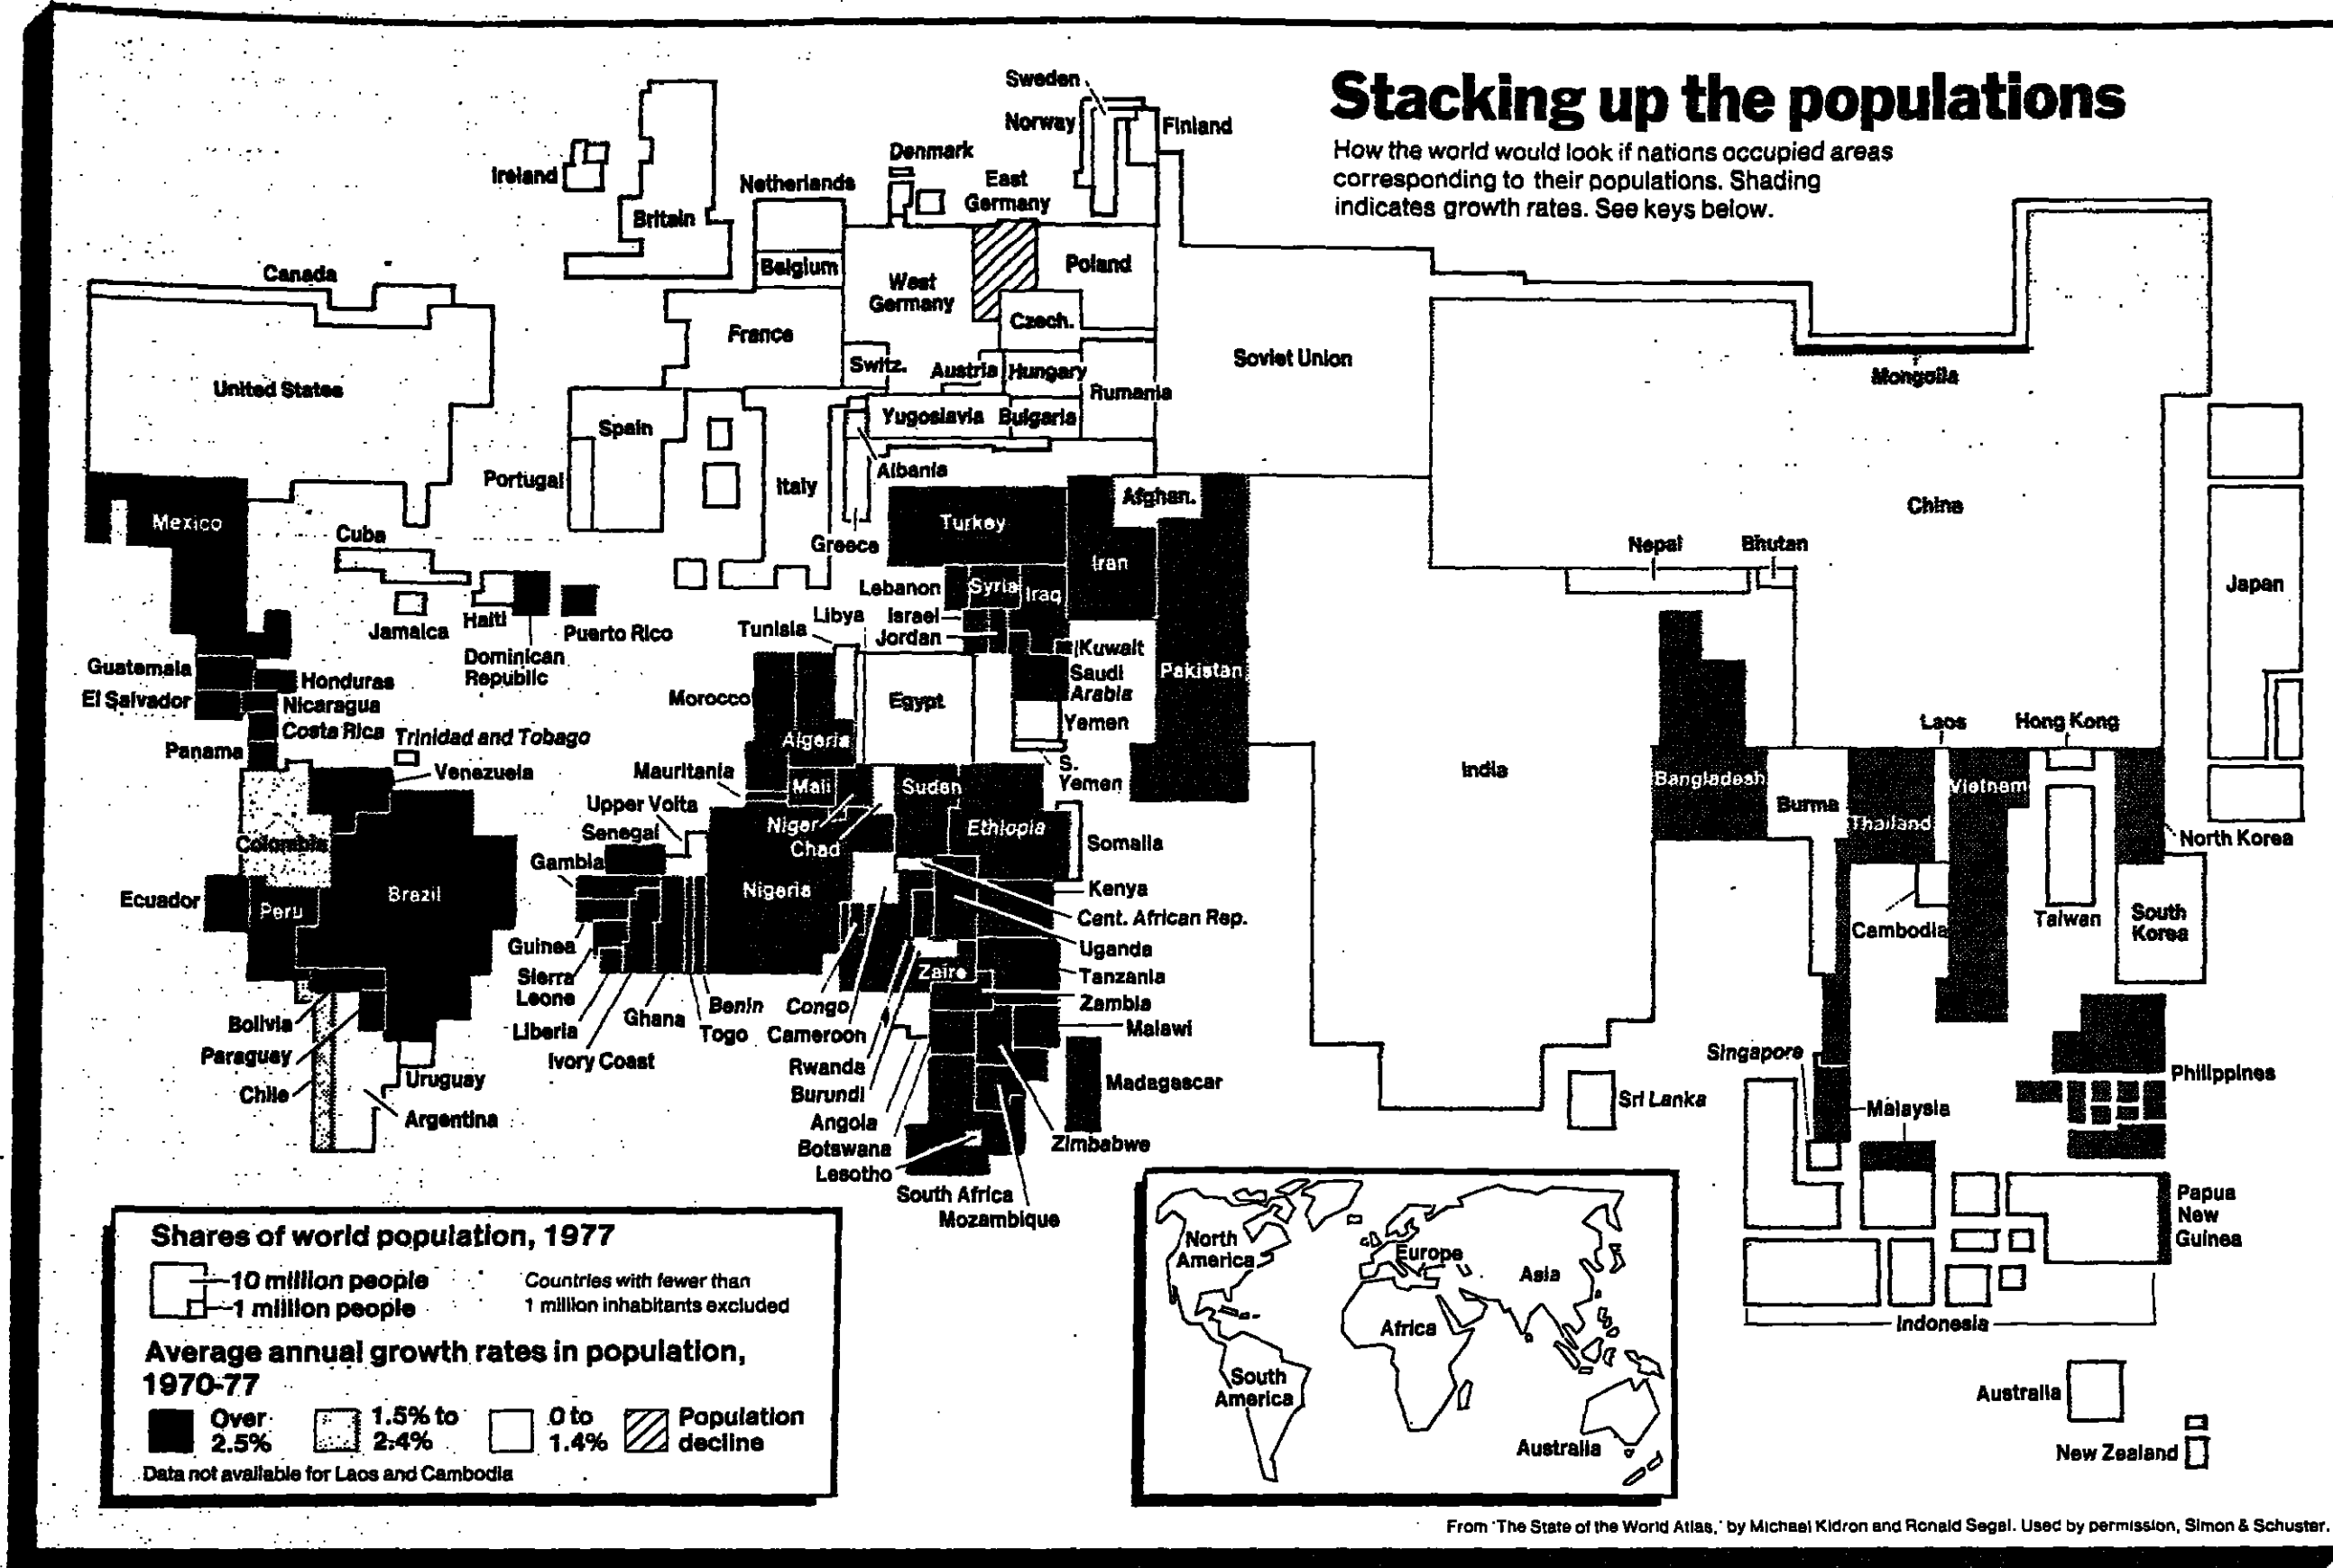 Stacking up the populations
How the world would look if nations occupied areas
corresponding to their populations. Shading
indicates growth rates. See keys below.
Sweden
Norway
Finland
Denmark
Ireland
Netherlands
East
Germany
Britain
Canada
Belgium
Poland
West
Germany
Czech.
France
Soviet Union
Switz.
Austria
Hungary
Mongolia
United States
Rumania
Spain
Yugoslavia
Bulgaria
Albania
Portugal
Italy
Afghan.
China
Mexico
Turkey
Cuba
Greece
Nepal
Bhutan
Iran
Japan
Lebanon
Syria
Iraq
Haiti
Jamaica
Puerto Rico
Libya
Israel
Tunisia
Jordan
Kuwait
Dominican
Republic
Guatemala
Honduras
Saudi
Arabia
Pakistan
El Salvador
Nicaragua
Morocco
Egypt
Costa Rica
Yemen
Laos
Hong Kong
Trinidad and Tobago
Panama
Algeria
S.
Yemen
Venezuela
Mauritania
Mali
Sudan
India
Bangladesh
Vietnam
Upper Volta
Burma
Senegal
Niger
Ethiopia
Thailand
Chad
Somalia
North Korea
Colombia
Gambia
Ecuador
Peru
Brazil
Nigeria
Kenya
Cent. African Rep.
Taiwan
South
Korea
Cambodia
Guinea
Uganda
Sierra
Leone
Zaire
Tanzania
Benin
Congo
Zambia
Bolivia
Liberia
Ghana
Togo
Cameroon
Malawi
Paraguay
Ivory Coast
Rwanda
Singapore
Uruguay
Burundi
Madagascar
Sri Lanka
Philippines
Chile
Argentina
Angola
Malaysia
Botswana
Zimbabwe
Lesotho
South Africa
Mozambique
Papua
New
Guinea
Indonesia
Australia
New Zealand
Shares of world population, 1977
10 million people
1 million people
Countries with fewer than
1 million inhabitants excluded
Average annual growth rates in population,
1970-77
Over
2.5%
1.5% to
2.4%
0 to
1.4%
Population
decline
Data not available for Laos and Cambodia
North
America
Europe
Asia
Africa
South
America
Australia
From 'The State of the World Atlas,' by Michael Kidron and Ronald Segal. Used by permission, Simon & Schuster.